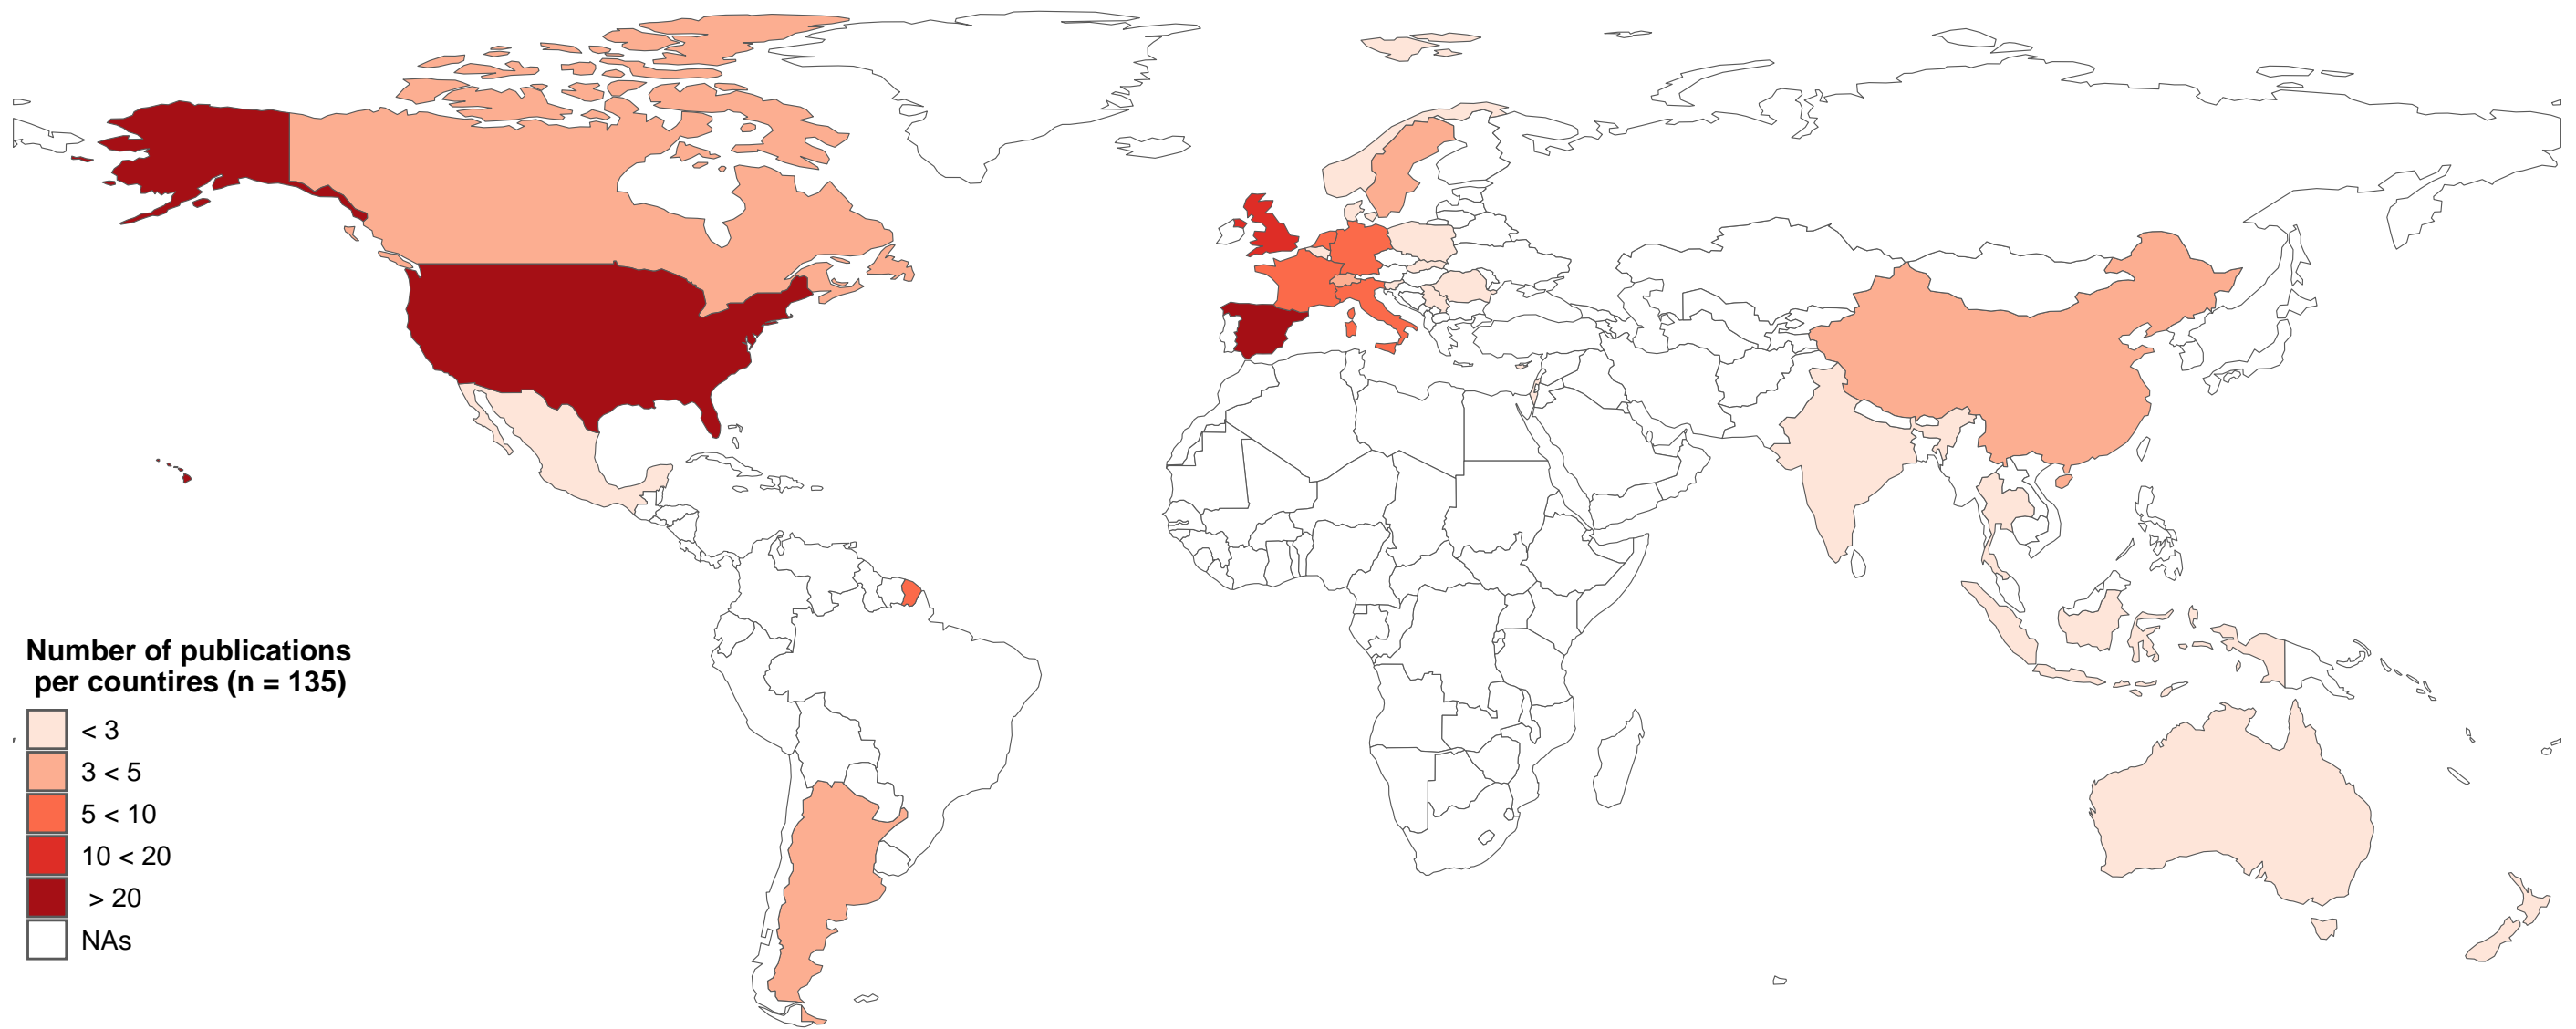 Number of publications
per countires (n = 135)
< 3
3 < 5
5 < 10
10 < 20
> 20
NAs